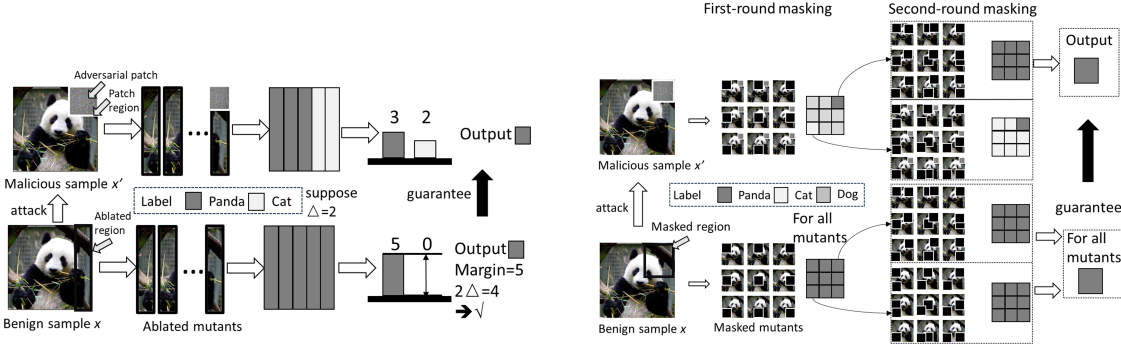 Adversarial patch
Patch
region
Malicious sample x'
attack
Ablated
region
Benign sample x
Ablated mutants
Label Panda Cat
suppose
△=2
3 2
Output
guarantee
5 0
Output
Margin=5
2△=4
➔ √
First-round masking
Second-round masking
Malicious sample x'
attack
Label Panda Cat Dog
Masked region
For all
mutants
Benign sample x
Masked mutants
Output
guarantee
For all
mutants